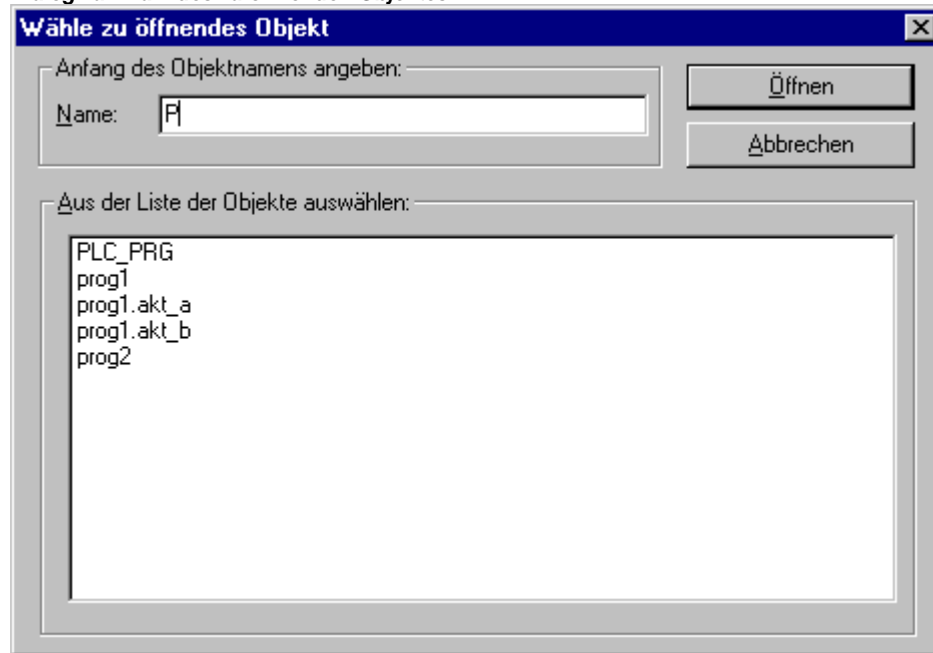 Wähle zu öffnendes Objekt
Anfang des Objektnamens angeben:
Name: P
Öffnen
Abbrechen
Aus der Liste der Objekte auswählen:
PLC_PRG
prog1
prog1.akt_a
prog1.akt_b
prog2